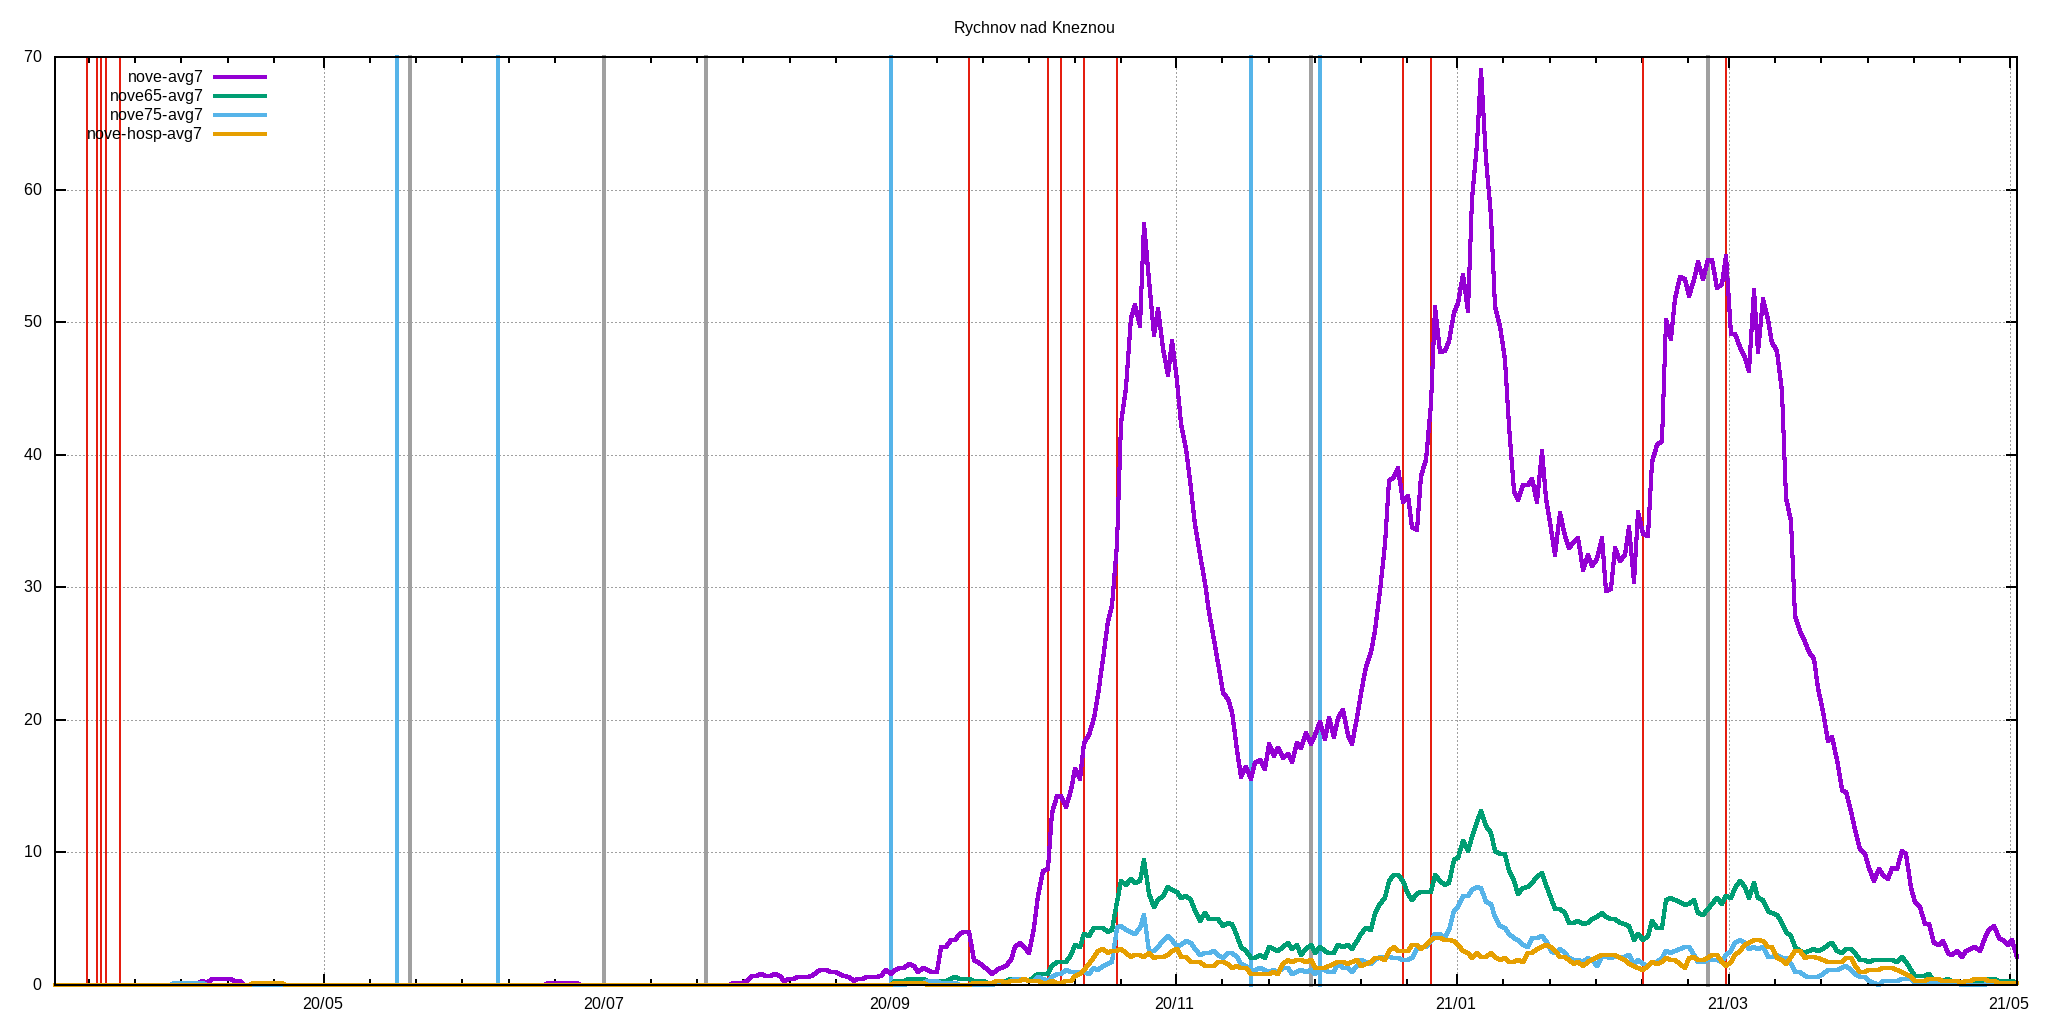 Rychnov nad Kneznou
70
60
50
40
30
20
10
0
nove-avg7
nove65-avg7
nove75-avg7
nove-hosp-avg7
20/05 20/07 20/09 20/11 21/01 21/03 21/05